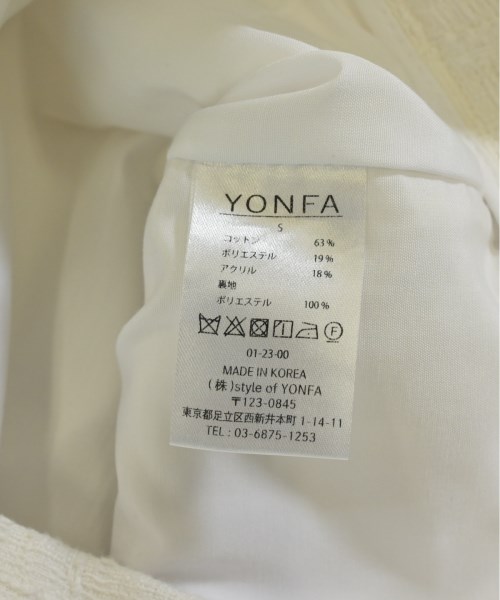 YONFA
S
コットン 63%
ポリエステル 19%
アクリル 18%
裏地
ポリエステル 100%
F
01-23-00
MADE IN KOREA
(株)style of YONFA
〒123-0845
東京都足立区西新井本町1-14-11
TEL : 03-6875-1253